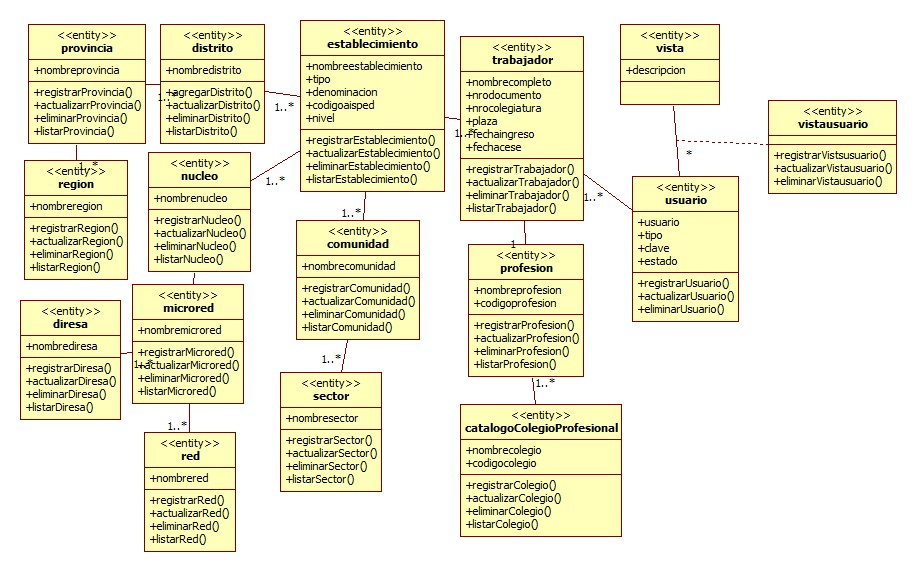 <<entity>>
provincia
+nombreprovincia
+registrarProvincia()
+actualizarrProvincia()
+eliminarProvincia()
+listarProvincia()
1..*
<<entity>>
distrito
+nombredistrito
+agregarDistrito()
+actualizarDistrito()
+eliminarDistrito()
+listarDistrito()
1..*
<<entity>>
establecimiento
+nombreestablecimiento
+tipo
+denominacion
+codigoaisped
+nivel
+registrarEstablecimiento()
+actualizarEstablecimiento()
+eliminarEstablecimiento()
+listarEstablecimiento()
1..*
<<entity>>
trabajador
+nombrecompleto
+nrodocumento
+nrocolegiatura
+plaza
+fechaingreso
+fechacese
+registrarTrabajador()
+actualizarTrabajador()
+eliminarTrabajador()
+listarTrabajador()
1..*
<<entity>>
vista
+descripcion
*
<<entity>>
vistausuario
+registrarVistsusuario()
+actualizarVistausuario()
+eliminarVistausuario()
1..*
<<entity>>
region
+nombreregion
+registrarRegion()
+actualizarRegion()
+eliminarRegion()
+listarRegion()
<<entity>>
nucleo
+nombrenucleo
+registrarNucleo()
+actualizarNucleo()
+eliminarNucleo()
+listarNucleo()
1..*
1..*
<<entity>>
comunidad
+nombrecomunidad
+registrarComunidad()
+actualizarComunidad()
+eliminarComunidad()
+listarComunidad()
1
<<entity>>
profesion
+nombreprofesion
+codigoprofesion
+registrarProfesion()
+actualizarProfesion()
+eliminarProfesion()
+listarProfesion()
<<entity>>
usuario
+usuario
+tipo
+clave
+estado
+registrarUsuario()
+actualizarUsuario()
+eliminarUsuario()
<<entity>>
diresa
+nombrediresa
+registrarDiresa()
+actualizarDiresa()
+eliminarDiresa()
+listarDiresa()
1..*
<<entity>>
microred
+nombremicrored
+registrarMicrored()
+actualizarMicrored()
+eliminarMicrored()
+listarMicrored()
1..*
<<entity>>
red
+nombrered
+registrarRed()
+actualizarRed()
+eliminarRed()
+listarRed()
1..*
<<entity>>
sector
+nombresector
+registrarSector()
+actualizarSector()
+eliminarSector()
+listarSector()
1..*
<<entity>>
catalogoColegioProfesional
+nombrecolegio
+codigocolegio
+registrarColegio()
+actualizarColegio()
+eliminarColegio()
+listarColegio()